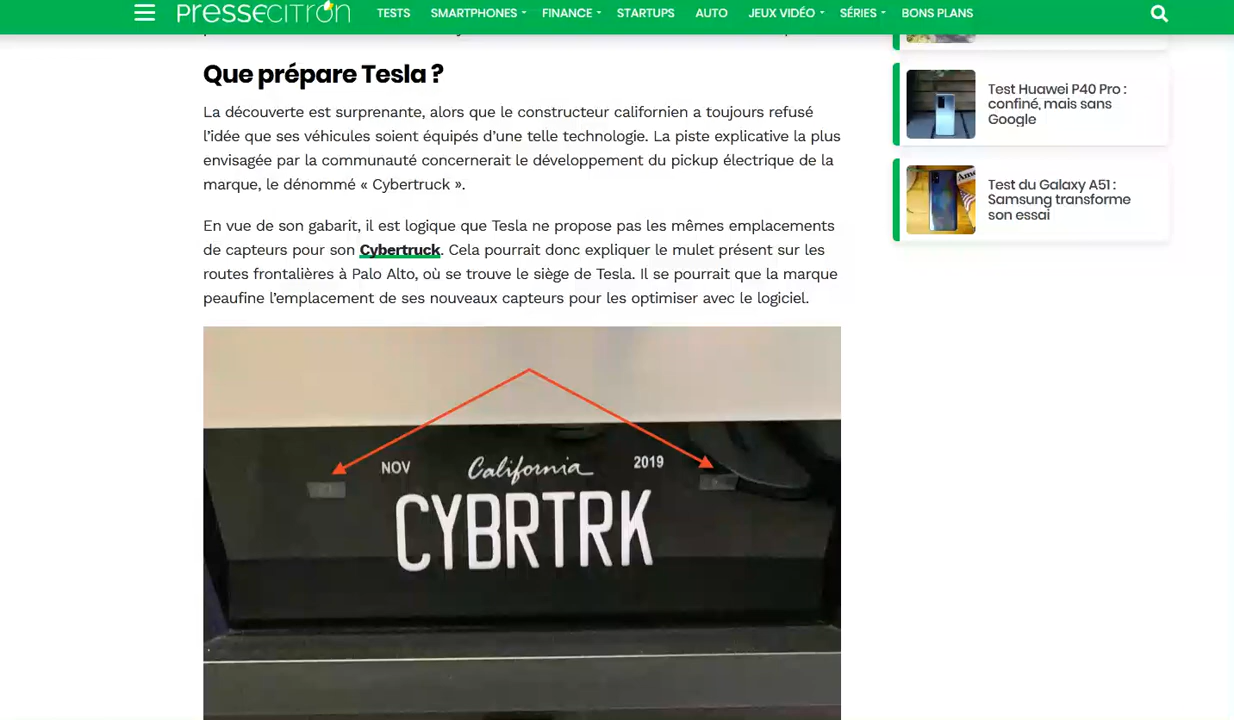 PRESSECITRON
TESTS
SMARTPHONES
FINANCE
STARTUPS
AUTO
JEUX VIDÉO
SÉRIES
BONS PLANS
Que prépare Tesla ?
La découverte est surprenante, alors que le constructeur californien a toujours refusé
l’idée que ses véhicules soient équipés d’une telle technologie. La piste explicative la plus
envisagée par la communauté concernerait le développement du pickup électrique de la
marque, le dénommé « Cybertruck ».
En vue de son gabarit, il est logique que Tesla ne propose pas les mêmes emplacements
de capteurs pour son Cybertruck. Cela pourrait donc expliquer le mulet présent sur les
routes frontalières à Palo Alto, où se trouve le siège de Tesla. Il se pourrait que la marque
peaufine l’emplacement de ses nouveaux capteurs pour les optimiser avec le logiciel.
NOV
California
2019
CYBRTRK
Test Huawei P40 Pro :
confiné, mais sans
Google
Test du Galaxy A51 :
Samsung transforme
son essai